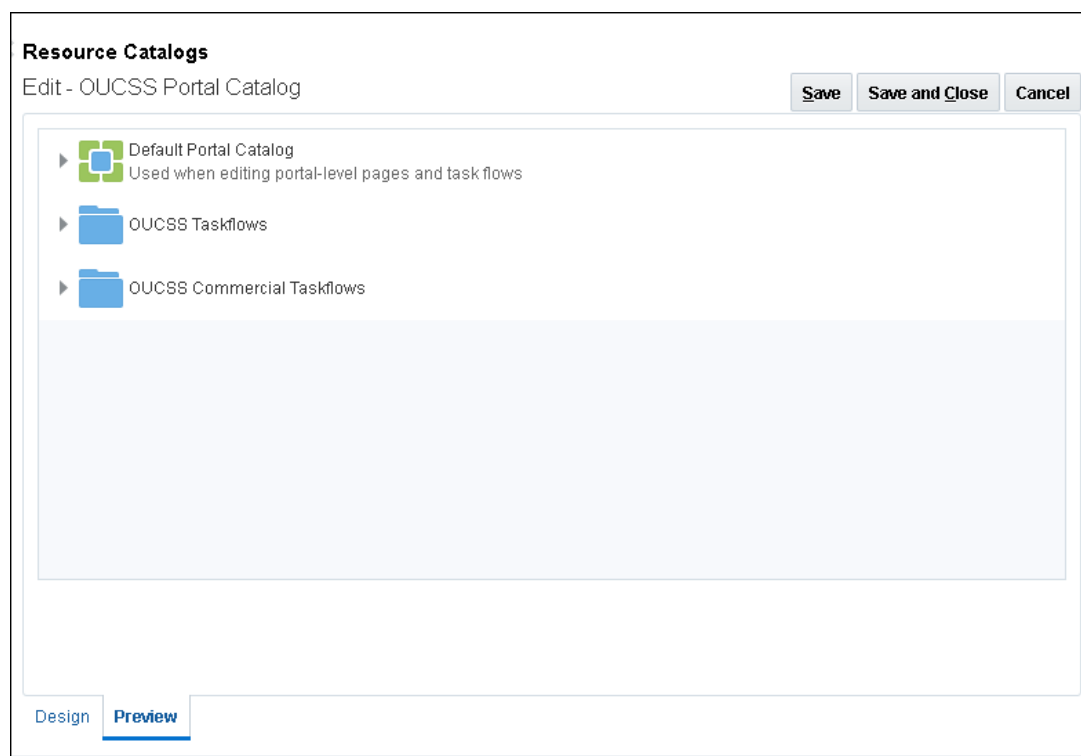 Resource Catalogs
Edit - OUCSS Portal Catalog
Save Save and Close Cancel
Default Portal Catalog
Used when editing portal-level pages and task flows
OUCSS Taskflows
OUCSS Commercial Taskflows
Design Preview